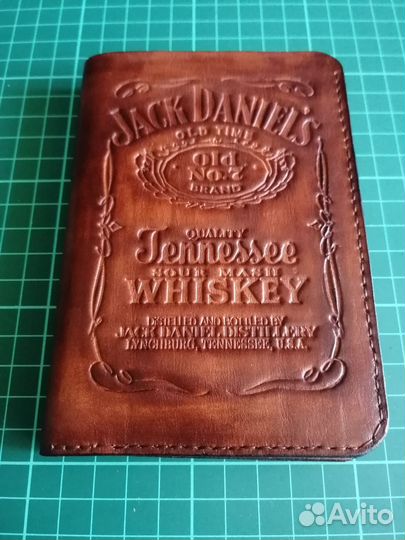 JACK DANIEL'S
OLD TIME
Old
No.7
BRAND
QUALITY
Tennessee
SOUR MASH
WHISKEY
DISTILLED AND BOTTLED BY
JACK DANIEL DISTILLERY
LYNCHBURG, TENNESSEE, U.S.A.
Avito